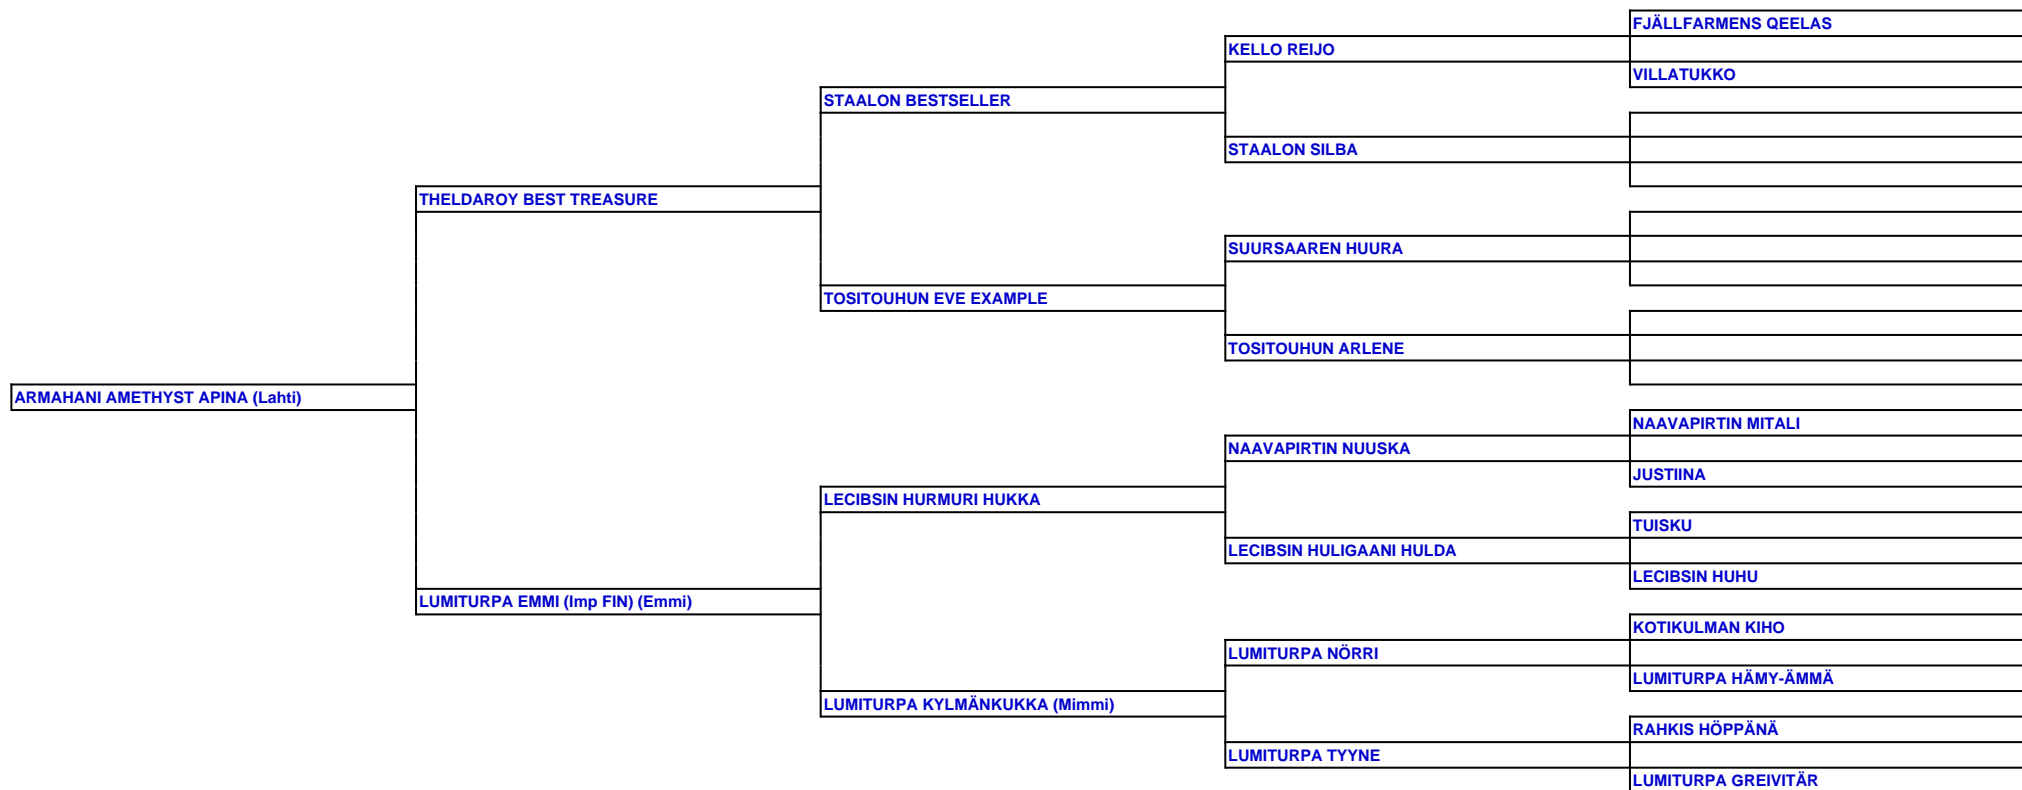 FJÄLLFARMENS QEELAS
KELLO REIJO
VILLATUKKO
STAALON BESTSELLER
STAALON SILBA
THELDAROY BEST TREASURE
SUURSAAREN HUURA
TOSITOUHUN EVE EXAMPLE
TOSITOUHUN ARLENE
ARMAHANI AMETHYST APINA (Lahti)
NAAVAPIRTIN MITALI
NAAVAPIRTIN NUUSKA
JUSTIINA
LECIBSIN HURMURI HUKKA
TUISKU
LECIBSIN HULIGAANI HULDA
LECIBSIN HUHU
LUMITURPA EMMI (Imp FIN) (Emmi)
KOTIKULMAN KIHO
LUMITURPA NÖRRI
LUMITURPA HÄMY-ÄMMÄ
LUMITURPA KYLMÄNKUKKA (Mimmi)
RAHKIS HÖPPÄNÄ
LUMITURPA TYYNE
LUMITURPA GREIVITÄR